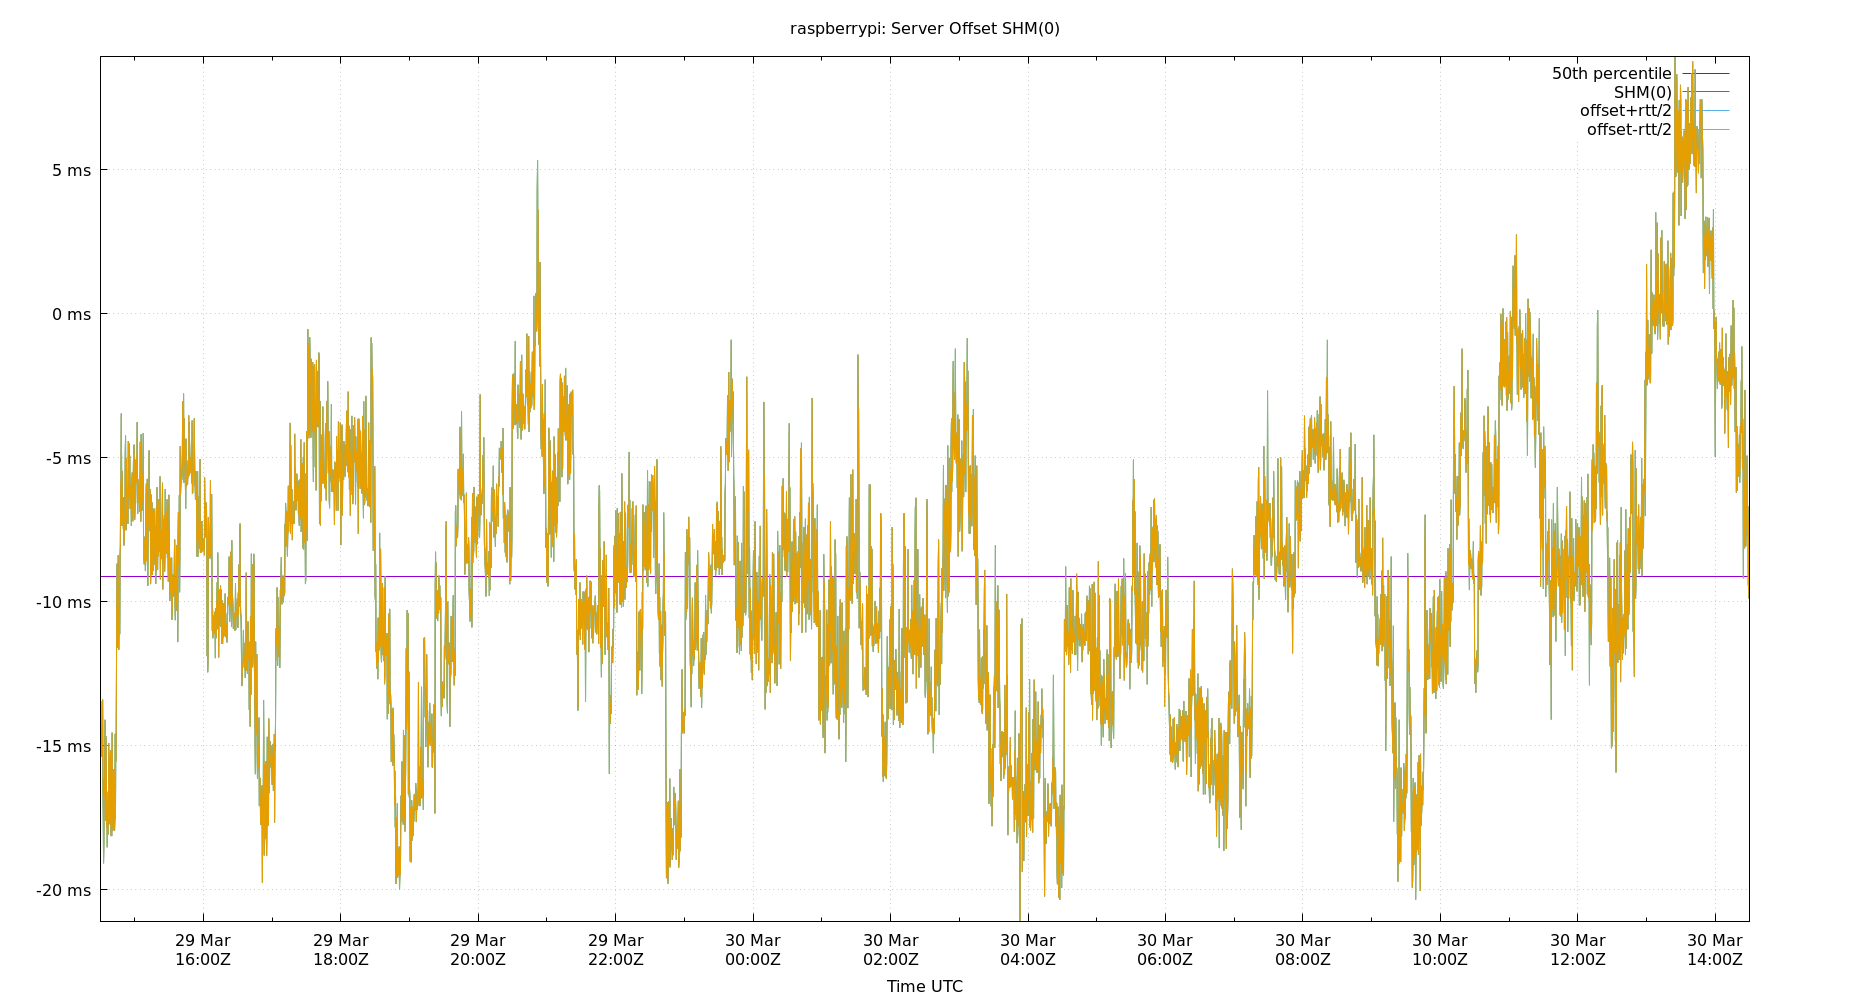 raspberrypi: Server Offset SHM(0)
50th percentile
SHM(0)
offset+rtt/2
offset-rtt/2
5 ms
0 ms
-5 ms
-10 ms
-15 ms
-20 ms
29 Mar 29 Mar 29 Mar 29 Mar 30 Mar 30 Mar 30 Mar 30 Mar 30 Mar 30 Mar 30 Mar 30 Mar
16:00Z 18:00Z 20:00Z 22:00Z 00:00Z 02:00Z 04:00Z 06:00Z 08:00Z 10:00Z 12:00Z 14:00Z
Time UTC